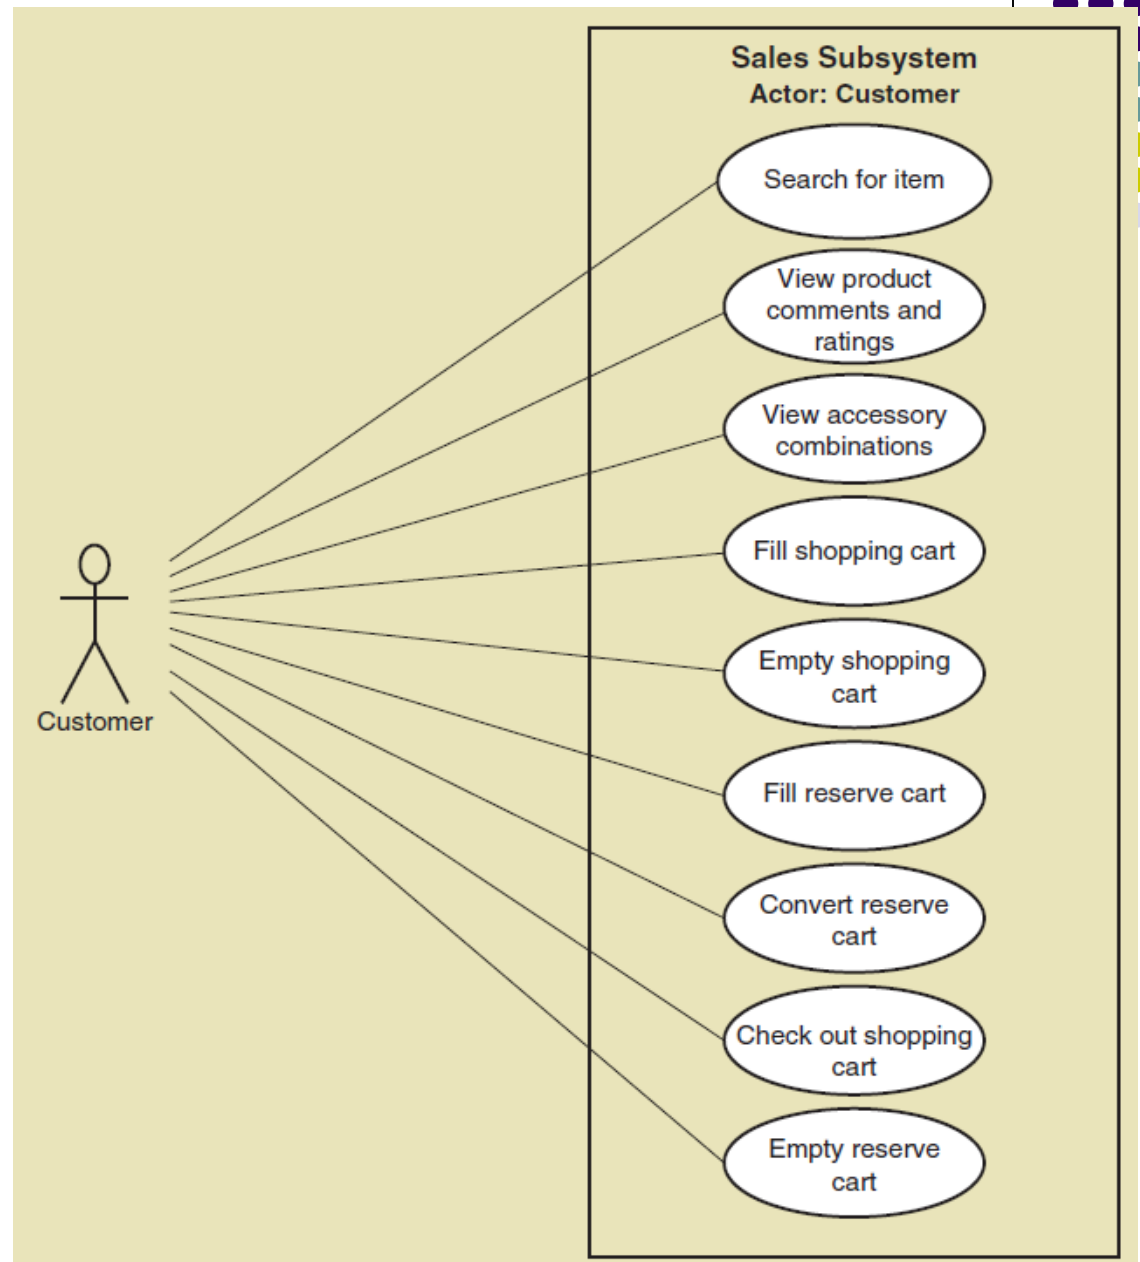 Sales Subsystem
Actor: Customer
Search for item
View product
comments and
ratings
View accessory
combinations
Fill shopping cart
Empty shopping
cart
Customer
Fill reserve cart
Convert reserve
cart
Check out shopping
cart
Empty reserve
cart